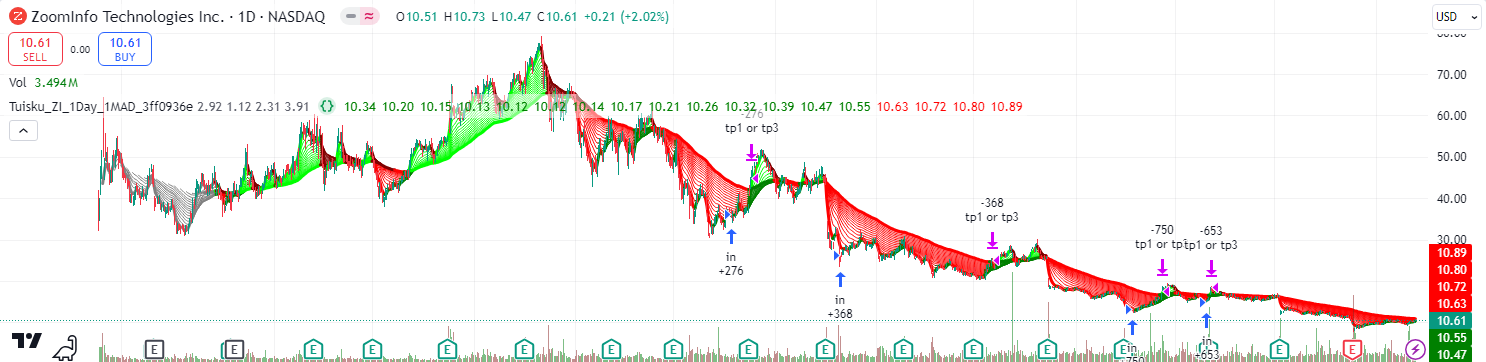 ZoomInfo Technologies Inc. · 1D · NASDAQ O10.51 H10.73 L10.47 C10.61 +0.21 (+2.02%)
USD
10.61
SELL
0.00
10.61
BUY
Vol 3.494M
Tuisku_ZI_1Day_1MAD_3ff0936e 2.92 1.12 2.31 3.91 {} 10.34 10.20 10.15 10.13 10.12 10.12 10.14 10.17 10.21 10.26 10.32 10.39 10.47 10.55 10.63 10.72 10.80 10.89
80.00
70.00
60.00
50.00
40.00
30.00
-276
tp1 or tp3
in
+276
-368
tp1 or tp3
in
+368
-750
tp1 or tp
-653
tp1 or tp3
in
in
+653
10.89
10.80
10.72
10.63
10.61
10.55
10.47
E E E E E E E E E E E E E E E E E